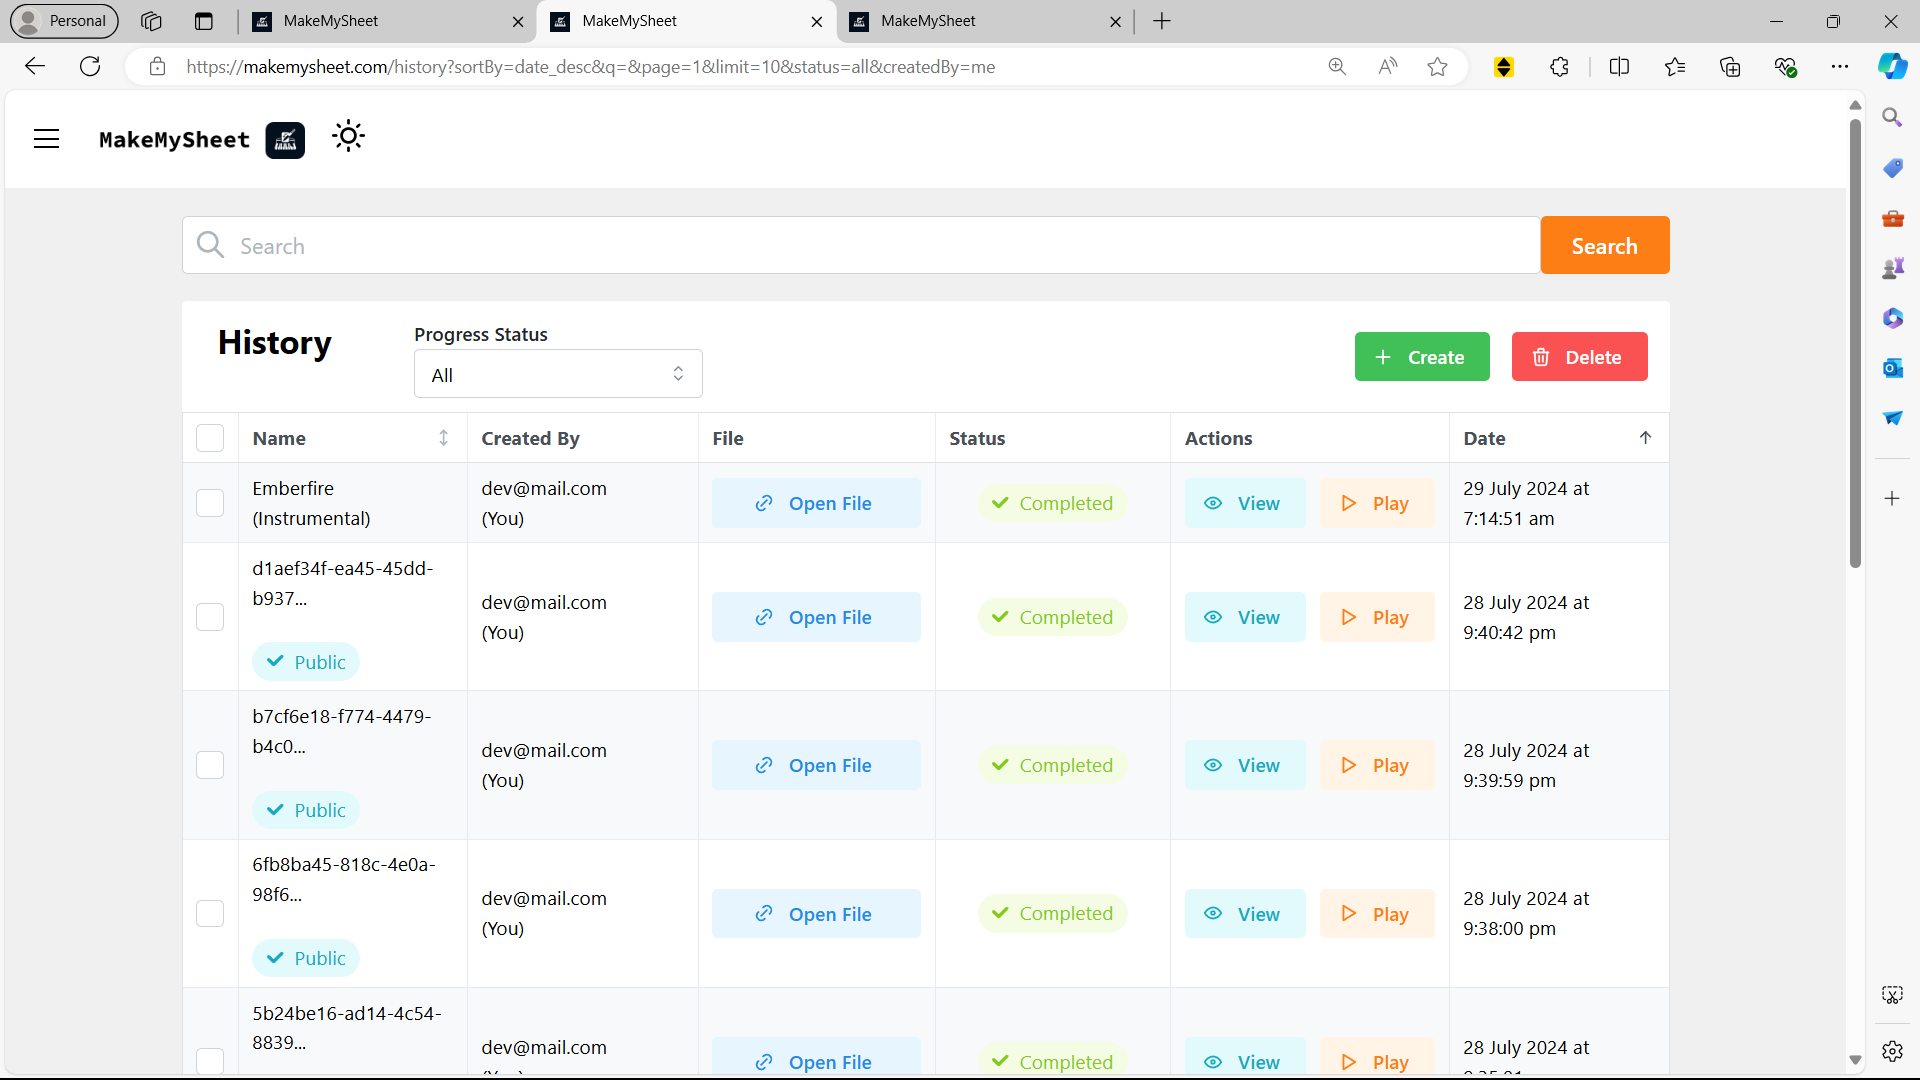 Personal
MakeMySheet
MakeMySheet
MakeMySheet
https://makemysheet.com/history?sortBy=date_desc&q=&page=1&limit=10&status=all&createdBy=me
MakeMySheet
Search
Search
History
Progress Status
All
Create
Delete
Name Created By File Status Actions Date
Emberfire
(Instrumental)
dev@mail.com
(You)
Open File
Completed
View
Play
29 July 2024 at
7:14:51 am
d1aef34f-ea45-45dd-
b937...
Public
dev@mail.com
(You)
Open File
Completed
View
Play
28 July 2024 at
9:40:42 pm
b7cf6e18-f774-4479-
b4c0...
Public
dev@mail.com
(You)
Open File
Completed
View
Play
28 July 2024 at
9:39:59 pm
6fb8ba45-818c-4e0a-
98f6...
Public
dev@mail.com
(You)
Open File
Completed
View
Play
28 July 2024 at
9:38:00 pm
5b24be16-ad14-4c54-
8839...
dev@mail.com
Open File
Completed
View
Play
28 July 2024 at